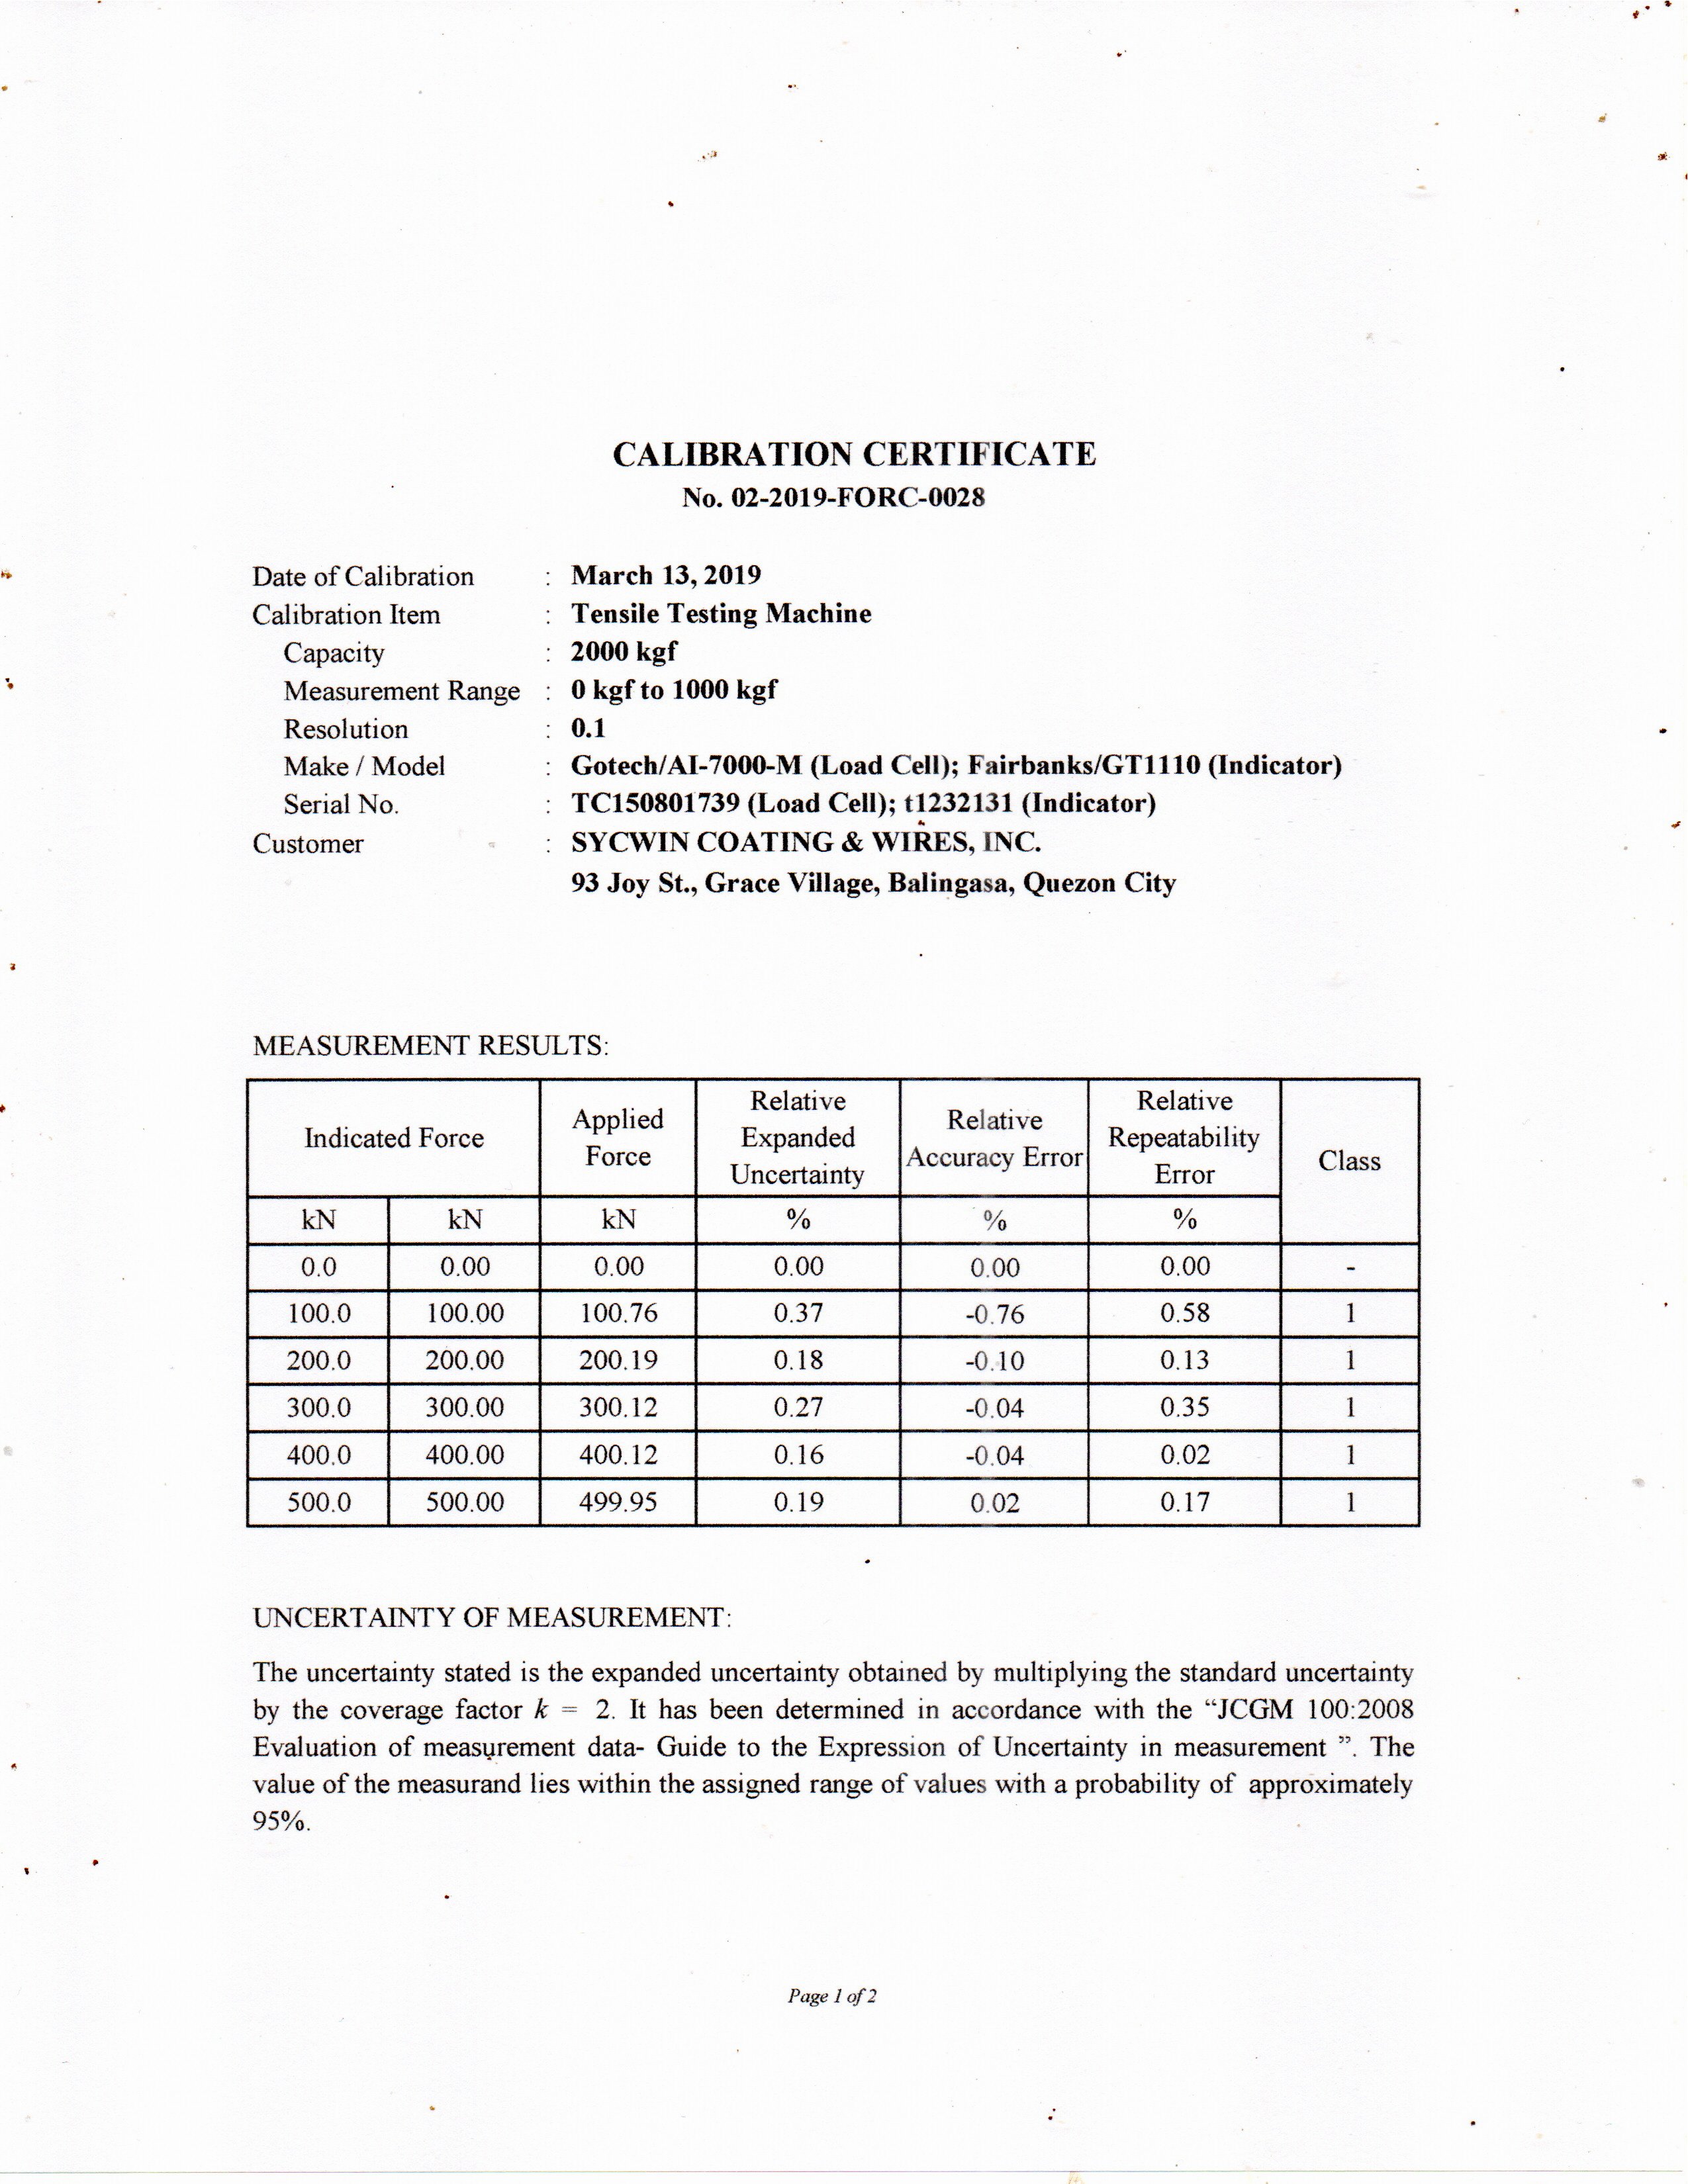 CALIBRATION CERTIFICATE
No. 02-2019-FORC-0028
Date of Calibration : March 13, 2019
Calibration Item : Tensile Testing Machine
Capacity : 2000 kgf
Measurement Range : 0 kgf to 1000 kgf
Resolution : 0.1
Make / Model : Gotech/AI-7000-M (Load Cell); Fairbanks/GT1110 (Indicator)
Serial No. : TC150801739 (Load Cell); t1232131 (Indicator)
Customer : SYCWIN COATING & WIRES, INC.
93 Joy St., Grace Village, Balingasa, Quezon City
MEASUREMENT RESULTS:
Indicated Force Applied Force Relative Expanded Uncertainty Relative Accuracy Error Relative Repeatability Error Class
kN kN kN % % %
0.0 0.00 0.00 0.00 0.00 0.00 -
100.0 100.00 100.76 0.37 -0.76 0.58 1
200.0 200.00 200.19 0.18 -0.10 0.13 1
300.0 300.00 300.12 0.27 -0.04 0.35 1
400.0 400.00 400.12 0.16 -0.04 0.02 1
500.0 500.00 499.95 0.19 0.02 0.17 1
UNCERTAINTY OF MEASUREMENT:
The uncertainty stated is the expanded uncertainty obtained by multiplying the standard uncertainty
by the coverage factor k = 2. It has been determined in accordance with the “JCGM 100:2008
Evaluation of measurement data- Guide to the Expression of Uncertainty in measurement ”. The
value of the measurand lies within the assigned range of values with a probability of approximately
95%.
Page 1 of 2